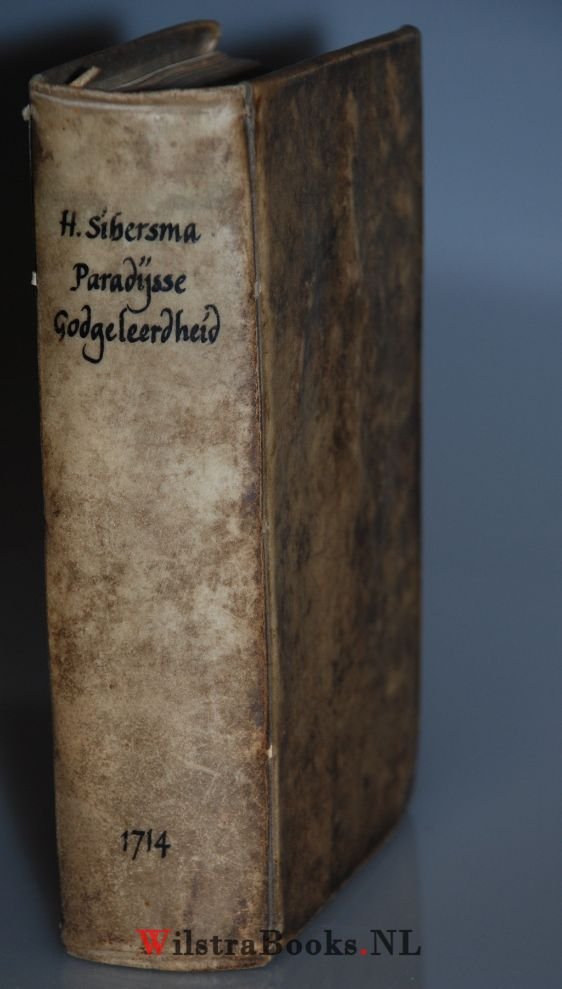 H. Sibersma
Paradijsse
Godgeleerdheid
1714
WilstraBooks.NL